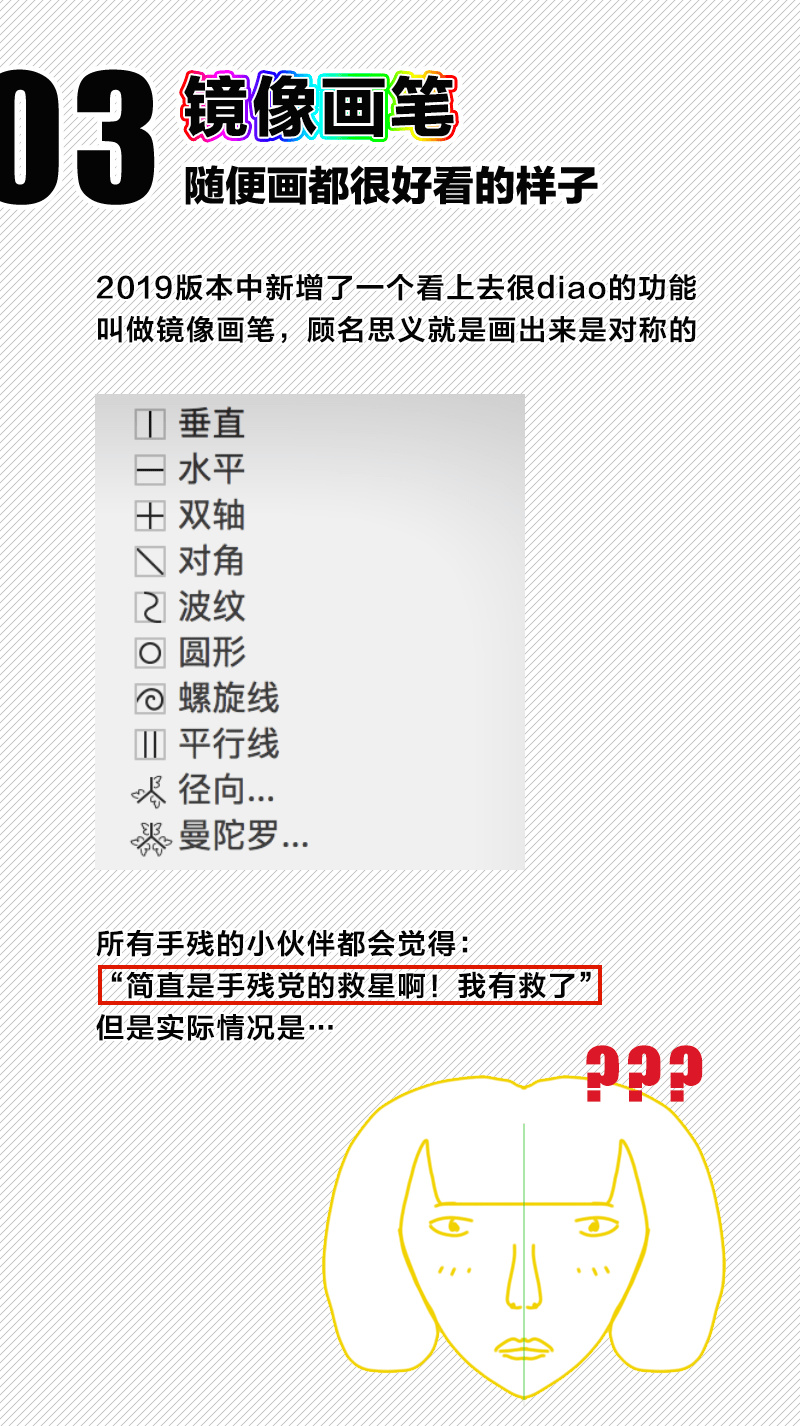 03
镜像画笔
随便画都很好看的样子
2019版本中新增了一个看上去很diao的功能
叫做镜像画笔，顾名思义就是画出来是对称的
垂直
水平
双轴
对角
波纹
圆形
螺旋线
平行线
径向...
曼陀罗...
所有手残的小伙伴都会觉得：
“简直是手残党的救星啊！我有救了”
但是实际情况是…
???